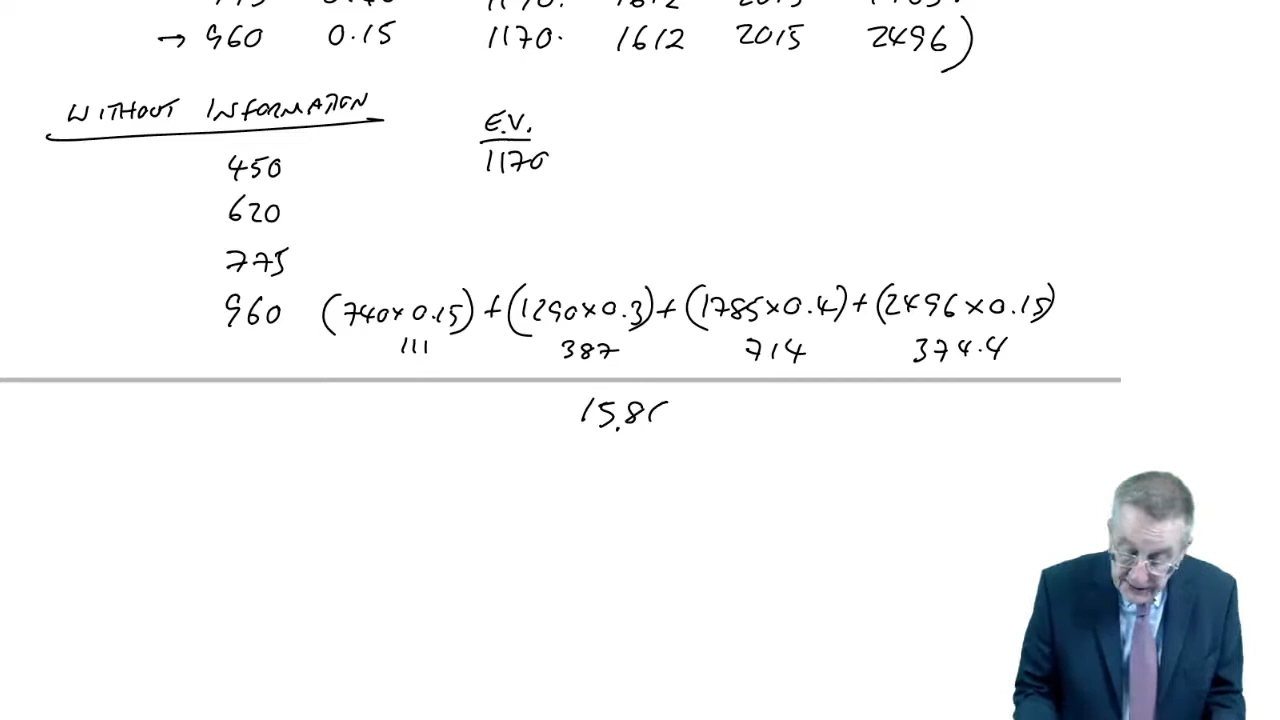 → 960 0.15 1170. 1612 2015 2496)
WITHOUT INFORMATION
E.V.
450 1170
620
775
960 (740×0.15)+(1290×0.3)+(1785×0.4)+(2496×0.15)
111 387 714 374.4
15.8